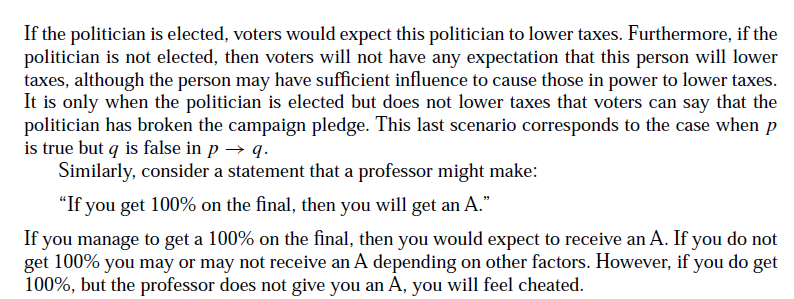 If the politician is elected, voters would expect this politician to lower taxes. Furthermore, if the
politician is not elected, then voters will not have any expectation that this person will lower
taxes, although the person may have sufficient influence to cause those in power to lower taxes.
It is only when the politician is elected but does not lower taxes that voters can say that the
politician has broken the campaign pledge. This last scenario corresponds to the case when p
is true but q is false in p → q.
Similarly, consider a statement that a professor might make:
“If you get 100% on the final, then you will get an A.”
If you manage to get a 100% on the final, then you would expect to receive an A. If you do not
get 100% you may or may not receive an A depending on other factors. However, if you do get
100%, but the professor does not give you an A, you will feel cheated.